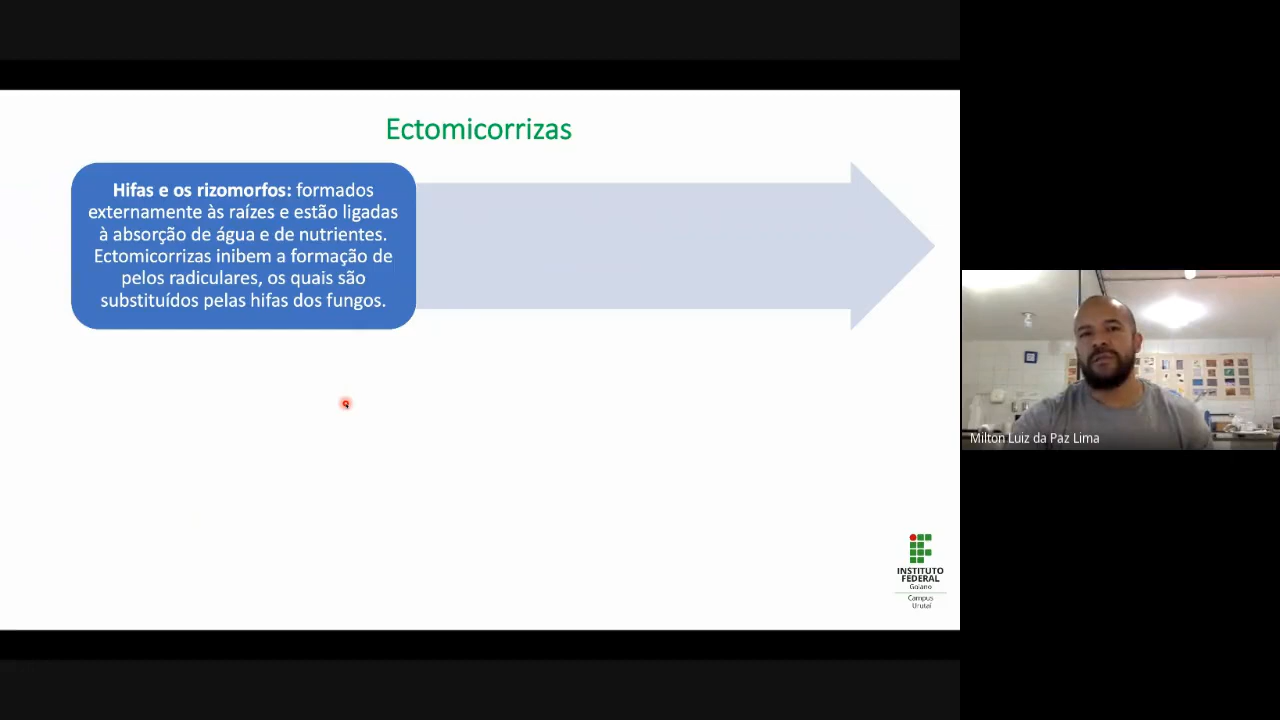 Ectomicorrizas
Hifas e os rizomorfos: formados
externamente às raízes e estão ligadas
à absorção de água e de nutrientes.
Ectomicorrizas inibem a formação de
pelos radiculares, os quais são
substituídos pelas hifas dos fungos.
Milton Luiz da Paz Lima
INSTITUTO
FEDERAL
Goiano
Campus
Urutaí